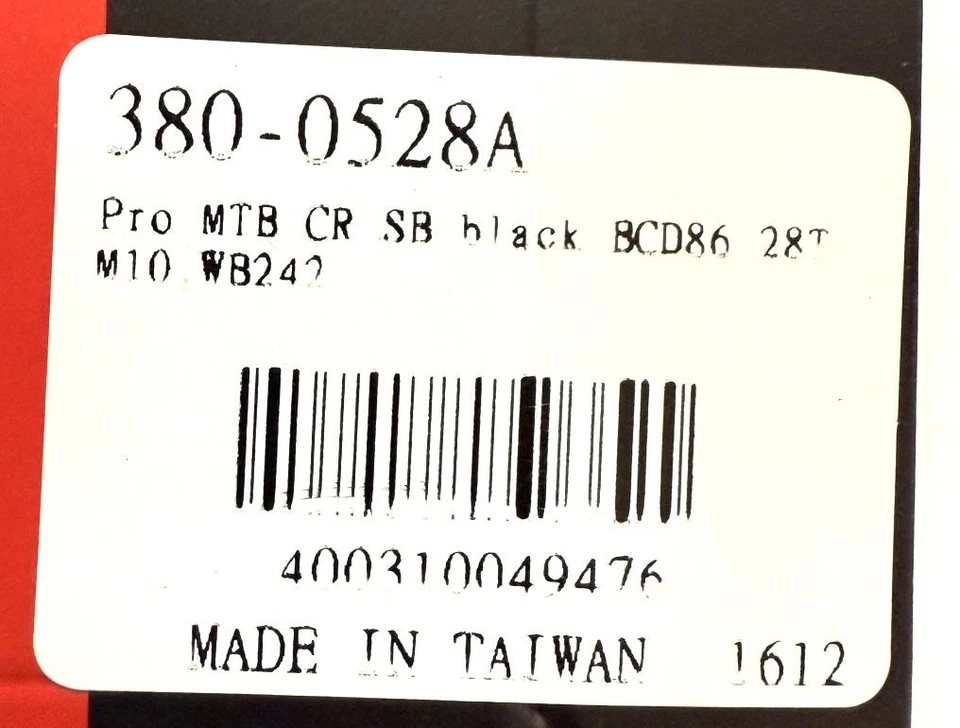 380-0528A
Pro MTB CR SB black BCD86 28T
M10 WB242
400310049476
MADE IN TAIWAN 1612